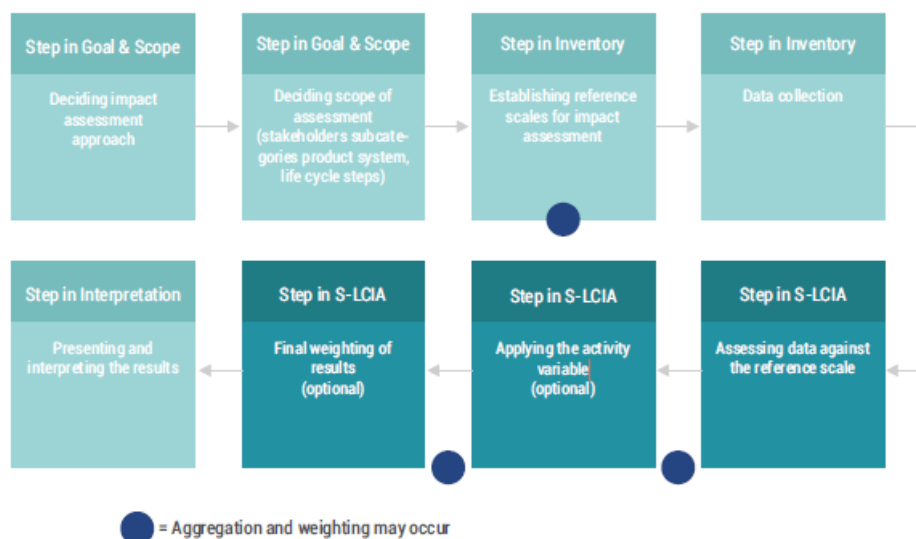 Step in Goal & Scope
Deciding impact
assessment
approach
Step in Goal & Scope
Deciding scope of
assessment
(stakeholders subcate-
gories product system,
life cycle steps)
Step in Inventory
Establishing reference
scales for impact
assessment
Step in Inventory
Data collection
Step in Interpretation
Presenting and
interpreting the results
Step in S-LCIA
Final weighting of
results
(optional)
Step in S-LCIA
Applying the activity
variable
(optional)
Step in S-LCIA
Assessing data against
the reference scale
= Aggregation and weighting may occur